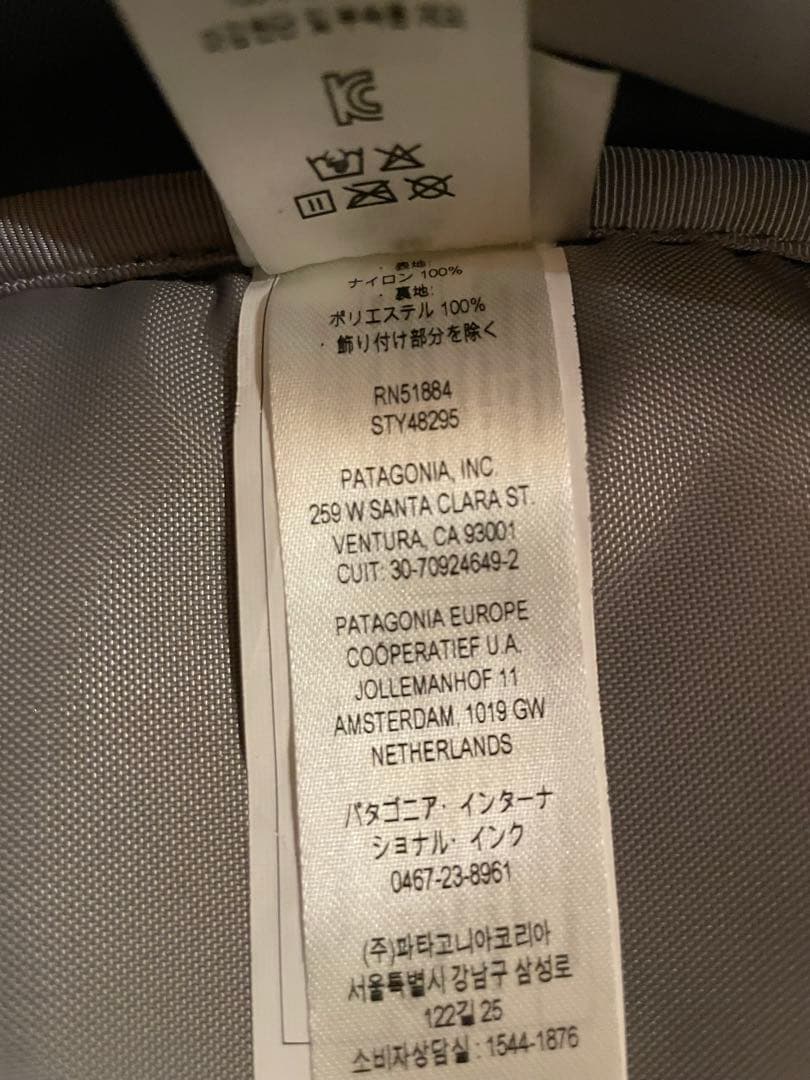 KC
· 表地:
ナイロン 100%
· 裏地:
ポリエステル 100%
· 飾り付け部分を除く
RN51884
STY48295
PATAGONIA, INC.
259 W SANTA CLARA ST.
VENTURA, CA 93001
CUIT: 30-70924649-2
PATAGONIA EUROPE
COÖPERATIEF U.A.
JOLLEMANHOF 11
AMSTERDAM, 1019 GW
NETHERLANDS
パタゴニア・インターナ
ショナル・インク
0467-23-8961
(주)파타고니아코리아
서울특별시 강남구 삼성로
122길 25
소비자상담실 : 1544-1876